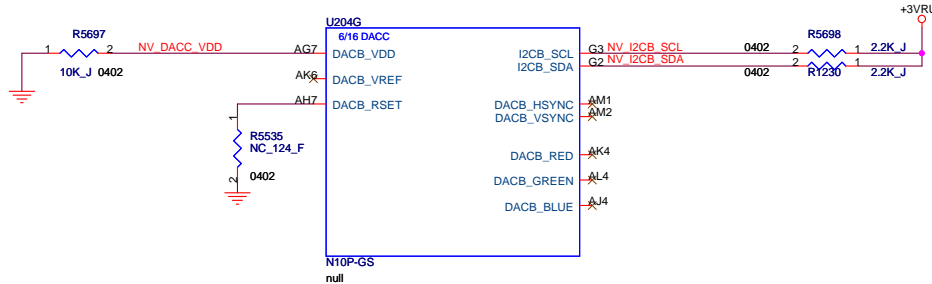 U204G
+3VRU
6/16 DACC
R5697
1 2 NV_DACC_VDD AG7 DACB_VDD
10K_J 0402
I2CB_SCL G3 NV_I2CB_SCL 0402 2 R5698 1 2.2K_J
I2CB_SDA G2 NV_I2CB_SDA 0402 2 R1230 1 2.2K_J
AK6 DACB_VREF
AH7 DACB_RSET
DACB_HSYNC AM1
DACB_VSYNC AM2
1
R5535
NC_124_F
2 0402
DACB_RED AK4
DACB_GREEN AL4
DACB_BLUE AJ4
N10P-GS
null